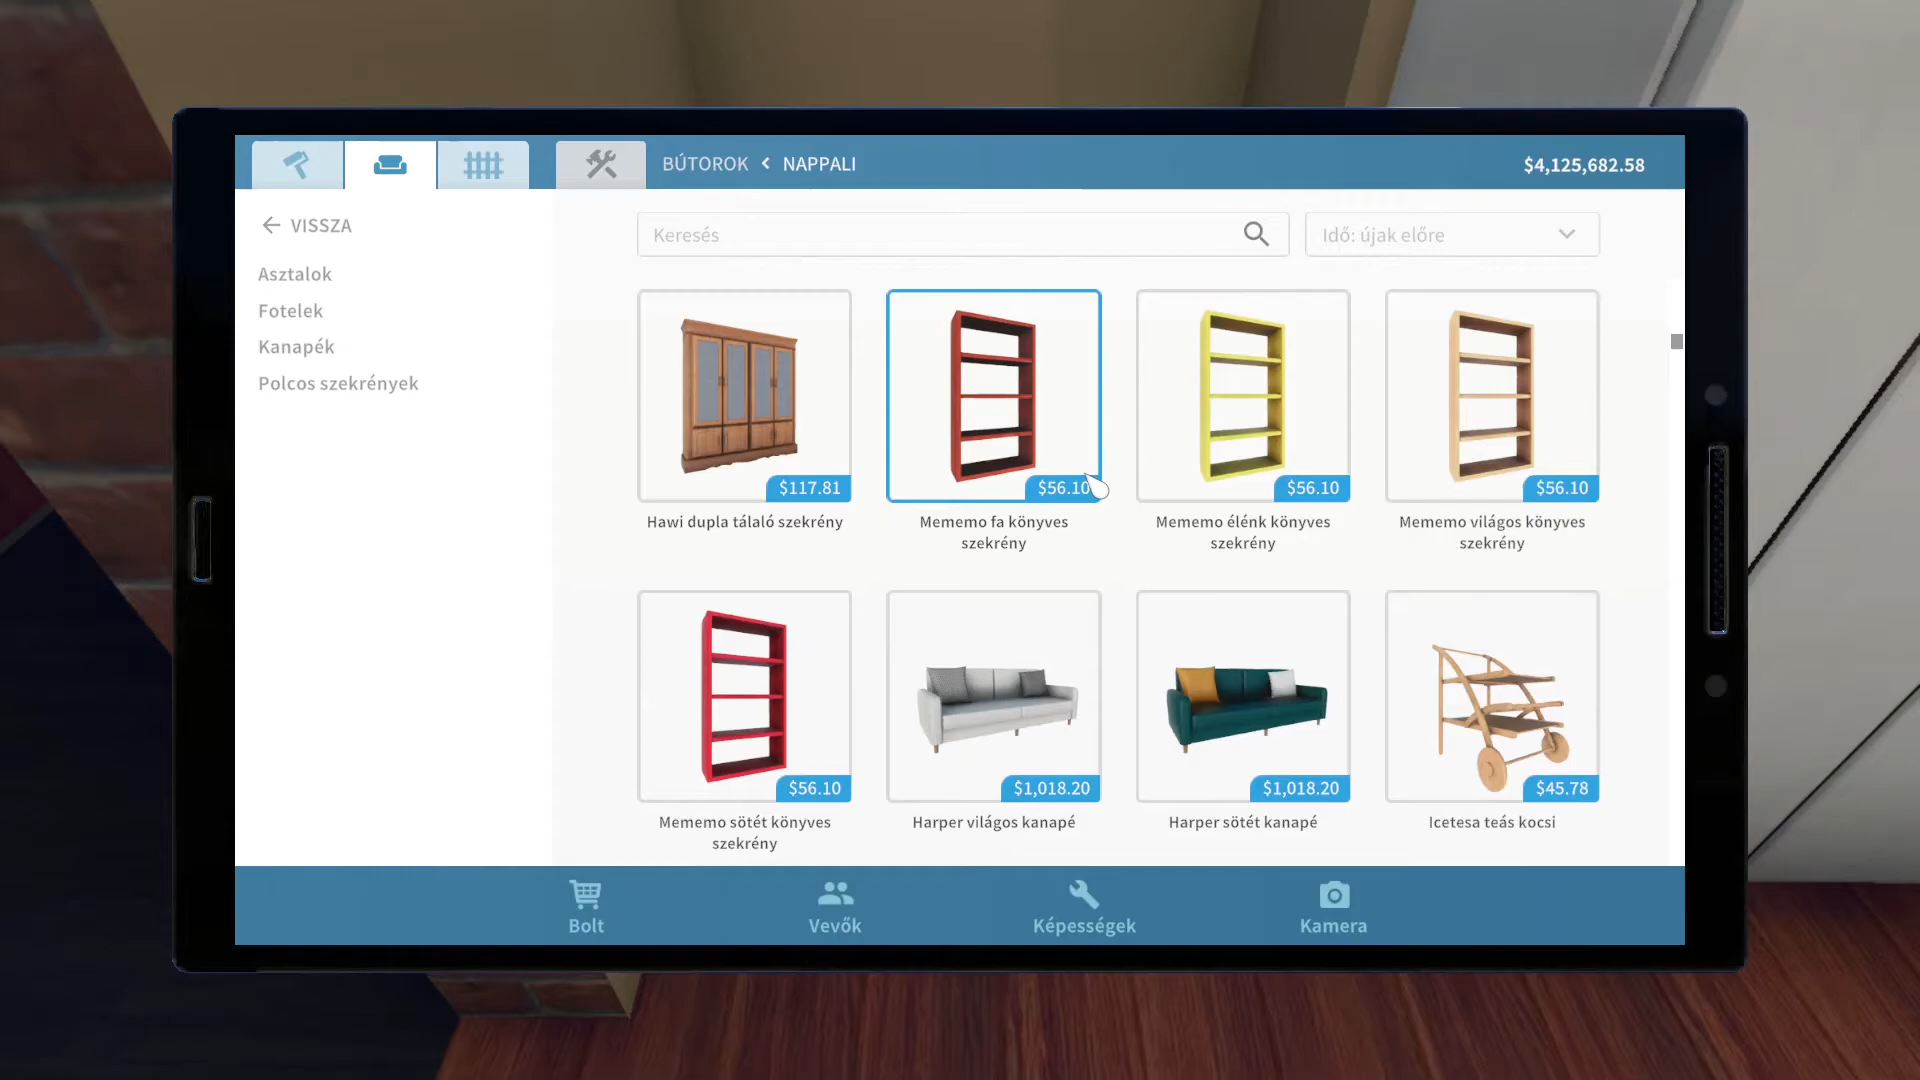 BÚTOROK < NAPPALI
$4,125,682.58
VISSZA
Asztalok
Fotelek
Kanapék
Polcos szekrények
Keresés
Idő: újak előre
$117.81
$56.10
$56.10
$56.10
Hawi dupla tálaló szekrény
Mememo fa könyves
szekrény
Mememo élénk könyves
szekrény
Mememo világos könyves
szekrény
$56.10
$1,018.20
$1,018.20
$45.78
Mememo sötét könyves
szekrény
Harper világos kanapé
Harper sötét kanapé
Icetesa teás kocsi
Bolt
Vevők
Képességek
Kamera